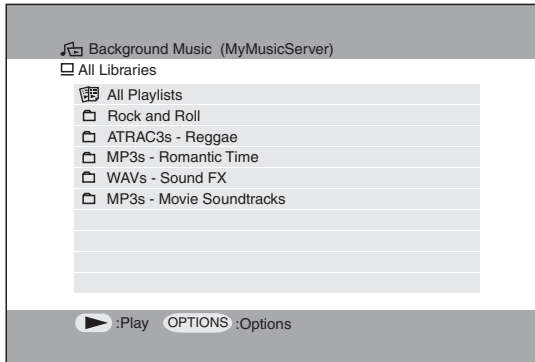 Background Music (MyMusicServer)
All Libraries
All Playlists
Rock and Roll
ATRAC3s - Reggae
MP3s - Romantic Time
WAVs - Sound FX
MP3s - Movie Soundtracks
:Play OPTIONS :Options